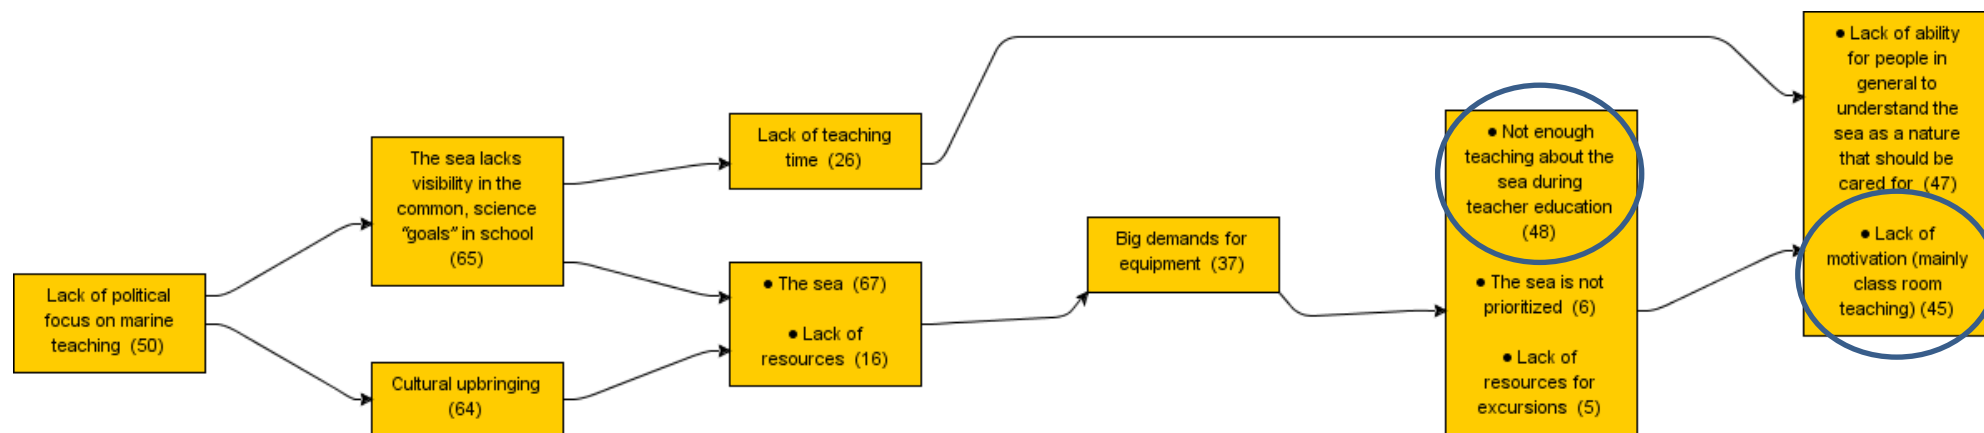 Lack of political
focus on marine
teaching (50)
The sea lacks
visibility in the
common, science
“goals” in school
(65)
Cultural upbringing
(64)
Lack of teaching
time (26)
● The sea (67)
● Lack of
resources (16)
Big demands for
equipment (37)
● Not enough
teaching about the
sea during
teacher education
(48)
● The sea is not
prioritized (6)
● Lack of
resources for
excursions (5)
● Lack of ability
for people in
general to
understand the
sea as a nature
that should be
cared for (47)
● Lack of
motivation (mainly
class room
teaching) (45)